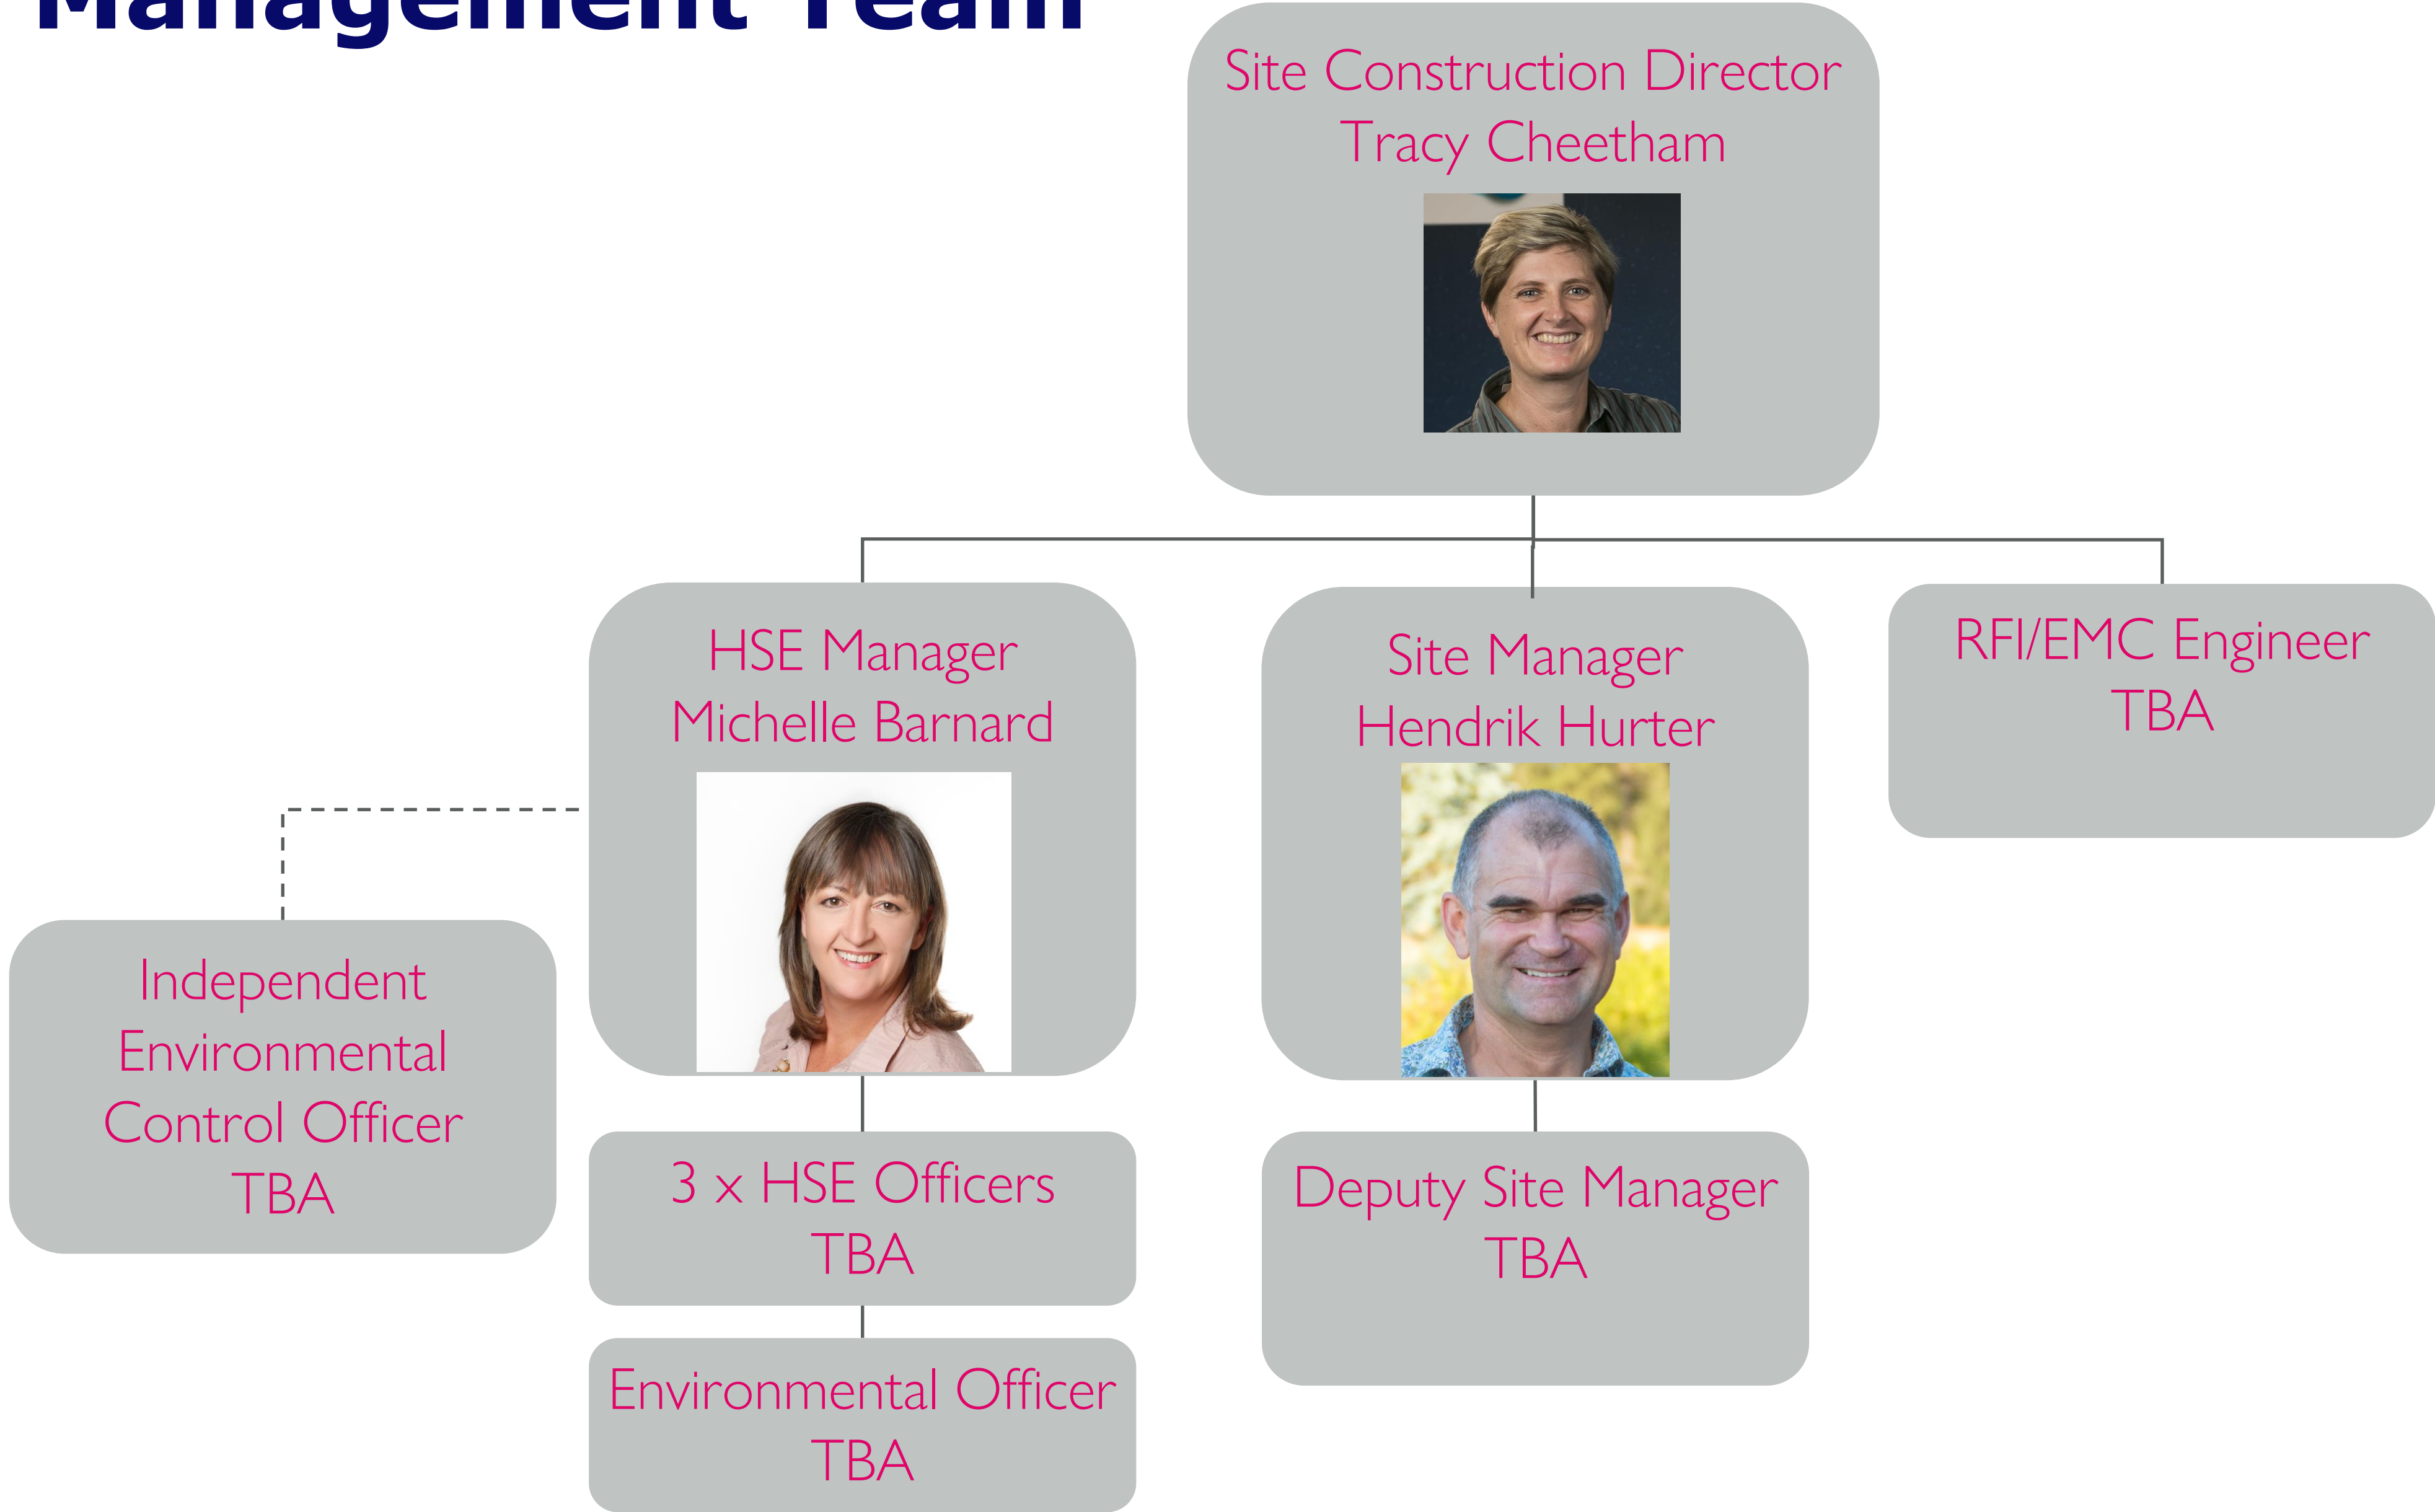 Management Team
Site Construction Director
Tracy Cheetham
HSE Manager
Michelle Barnard
Site Manager
Hendrik Hurter
RFI/EMC Engineer
TBA
Independent
Environmental
Control Officer
TBA
3 x HSE Officers
TBA
Deputy Site Manager
TBA
Environmental Officer
TBA